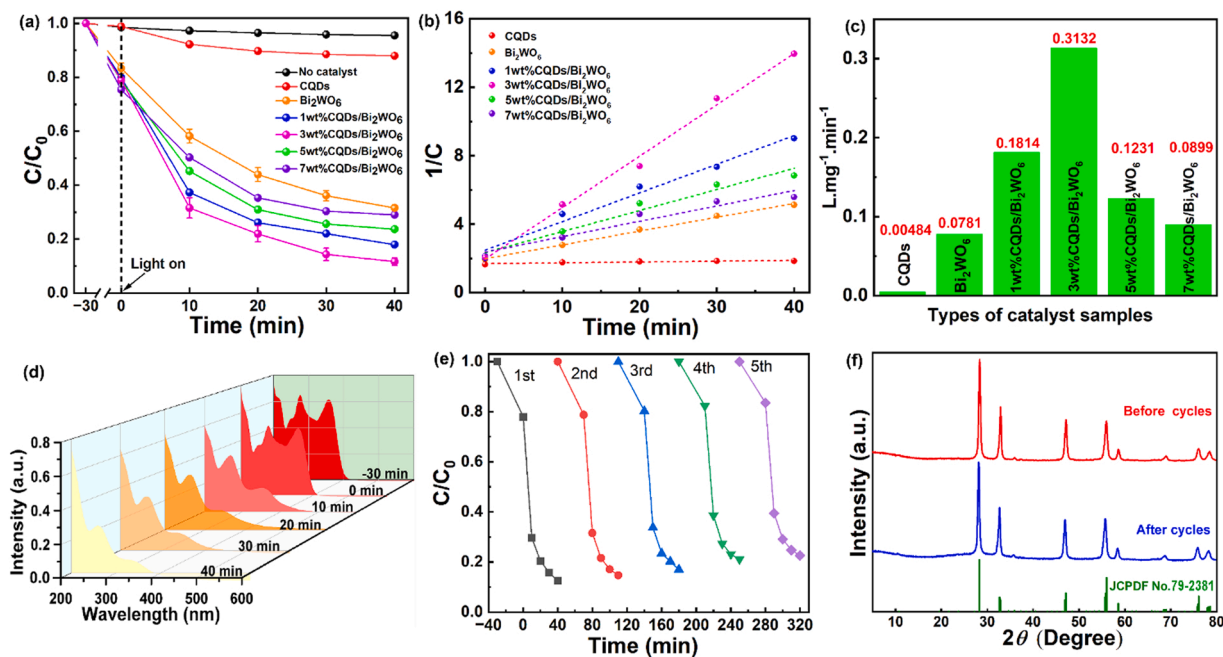 (a)
C/C₀
1.0
0.8
0.6
0.4
0.2
0.0
No catalyst
CQDs
Bi₂WO₆
1wt%CQDs/Bi₂WO₆
3wt%CQDs/Bi₂WO₆
5wt%CQDs/Bi₂WO₆
7wt%CQDs/Bi₂WO₆
Light on
−30 0 10 20 30 40
Time (min)
(b)
1/C
16
12
8
4
0
CQDs
Bi₂WO₆
1wt%CQDs/Bi₂WO₆
3wt%CQDs/Bi₂WO₆
5wt%CQDs/Bi₂WO₆
7wt%CQDs/Bi₂WO₆
0 10 20 30 40
Time (min)
(c)
L.mg⁻¹.min⁻¹
0.3
0.2
0.1
0.0
0.00484
0.0781
0.1814
0.3132
0.1231
0.0899
CQDs
Bi₂WO₆
1wt%CQDs/Bi₂WO₆
3wt%CQDs/Bi₂WO₆
5wt%CQDs/Bi₂WO₆
7wt%CQDs/Bi₂WO₆
Types of catalyst samples
(d)
Intensity (a.u.)
0.8
0.6
0.4
0.2
0.0
-30 min
0 min
10 min
20 min
30 min
40 min
200 300 400 500 600
Wavelength (nm)
(e)
C/C₀
1.0
0.8
0.6
0.4
0.2
0.0
1st 2nd 3rd 4th 5th
−40 0 40 80 120 160 200 240 280 320
Time (min)
(f)
Intensity (a.u.)
Before cycles
After cycles
JCPDF No.79-2381
10 20 30 40 50 60 70 80
2θ (Degree)